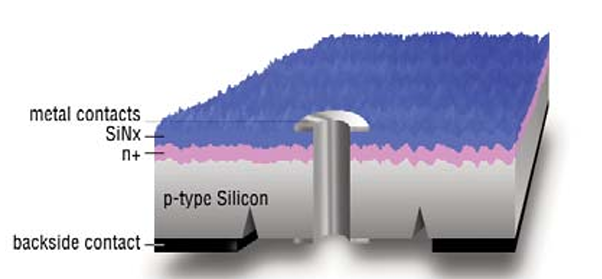 metal contacts
SiNx
n+
p-type Silicon
backside contact